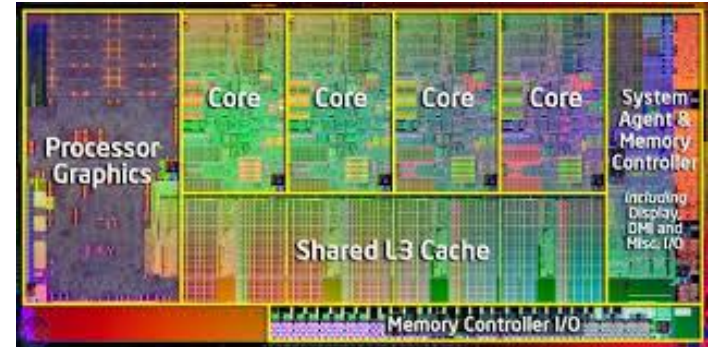 Processor
Graphics
Core
Core
Core
Core
System
Agent &
Memory
Controller
including
Display,
DMI and
Misc. I/O
Shared L3 Cache
Memory Controller I/O